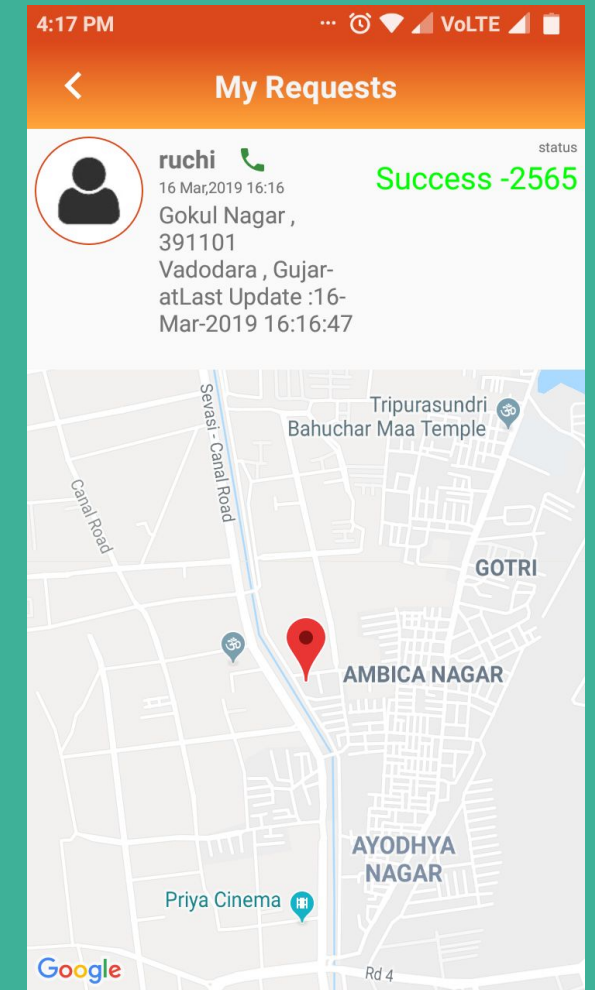 4:17 PM
VoLTE
My Requests
ruchi
status
16 Mar,2019 16:16
Success -2565
Gokul Nagar ,
391101
Vadodara , Gujar-
atLast Update :16-
Mar-2019 16:16:47
Sevasi - Canal Road
Tripurasundri
Bahuchar Maa Temple
Canal Road
GOTRI
AMBICA NAGAR
AYODHYA
NAGAR
Priya Cinema
Google
Rd 4